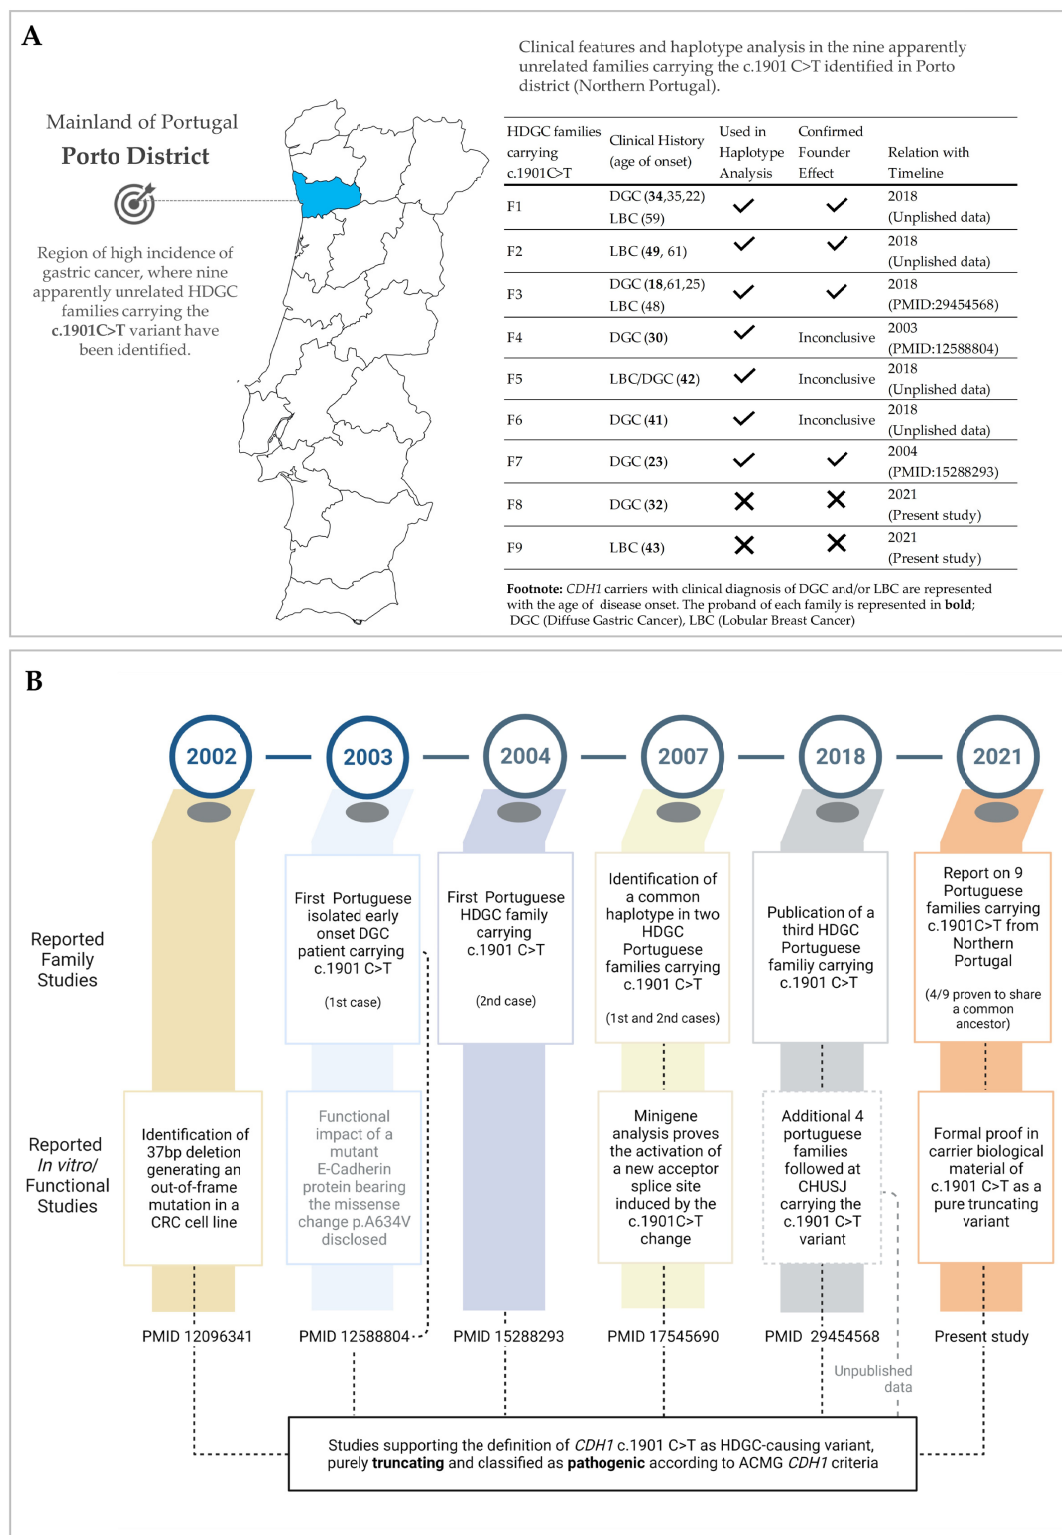 A
Clinical features and haplotype analysis in the nine apparently
unrelated families carrying the c.1901 C>T identified in Porto
district (Northern Portugal).
Mainland of Portugal
Porto District
Region of high incidence of
gastric cancer, where nine
apparently unrelated HDGC
families carrying the
c.1901C>T variant have
been identified.
HDGC families
carrying
c.1901C>T
Clinical History
(age of onset)
Used in
Haplotype
Analysis
Confirmed
Founder
Effect
Relation with
Timeline
F1
DGC (34,35,22)
LBC (59)
✓
✓
2018
(Unplished data)
F2
LBC (49, 61)
✓
✓
2018
(Unplished data)
F3
DGC (18,61,25)
LBC (48)
✓
✓
2018
(PMID:29454568)
F4
DGC (30)
✓
Inconclusive
2003
(PMID:12588804)
F5
LBC/DGC (42)
✓
Inconclusive
2018
(Unplished data)
F6
DGC (41)
✓
Inconclusive
2018
(Unplished data)
F7
DGC (23)
✓
✓
2004
(PMID:15288293)
F8
DGC (32)
✕
✕
2021
(Present study)
F9
LBC (43)
✕
✕
2021
(Present study)
Footnote: CDH1 carriers with clinical diagnosis of DGC and/or LBC are represented
with the age of disease onset. The proband of each family is represented in bold;
DGC (Diffuse Gastric Cancer), LBC (Lobular Breast Cancer)
B
2002
2003
2004
2007
2018
2021
Reported
Family
Studies
First Portuguese
isolated early
onset DGC
patient carrying
c.1901 C>T
(1st case)
First Portuguese
HDGC family
carrying
c.1901 C>T
(2nd case)
Identification of
a common
haplotype in two
HDGC
Portuguese
families carrying
c.1901 C>T
(1st and 2nd cases)
Publication of a
third HDGC
Portuguese
familiy carrying
c.1901 C>T
Report on 9
Portuguese
families carrying
c.1901C>T from
Northern
Portugal
(4/9 proven to share
a common
ancestor)
Reported
In vitro/
Functional
Studies
Identification of
37bp deletion
generating an
out-of-frame
mutation in a
CRC cell line
Functional
impact of a
mutant
E-Cadherin
protein bearing
the missense
change p.A634V
disclosed
Minigene
analysis proves
the activation of
a new acceptor
splice site
induced by the
c.1901C>T
change
Additional 4
portuguese
families
followed at
CHUSJ
carrying the
c.1901 C>T
variant
Formal proof in
carrier biological
material of
c.1901 C>T as a
pure truncating
variant
PMID 12096341
PMID 12588804
PMID 15288293
PMID 17545690
PMID 29454568
Present study
Unpublished
data
Studies supporting the definition of CDH1 c.1901 C>T as HDGC-causing variant,
purely truncating and classified as pathogenic according to ACMG CDH1 criteria